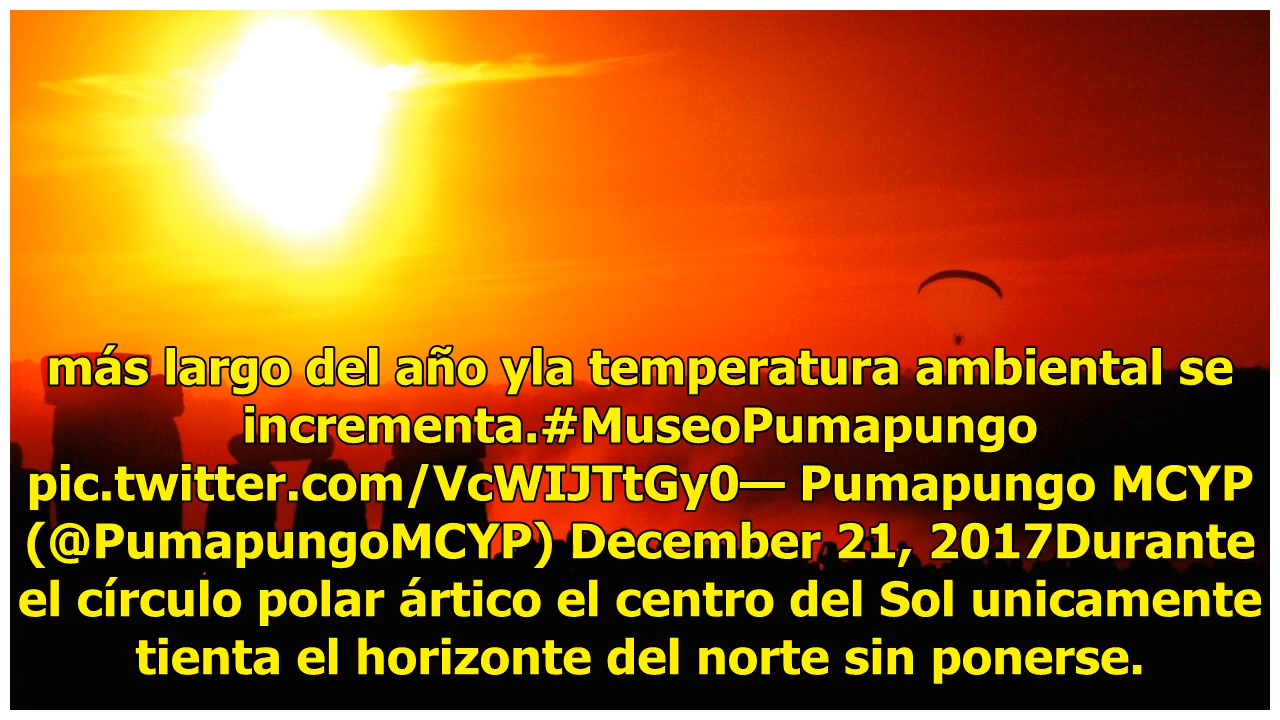 más largo del año yla temperatura ambiental se
incrementa.#MuseoPumapungo
pic.twitter.com/VcWIJTtGy0— Pumapungo MCYP
(@PumapungoMCYP) December 21, 2017Durante
el círculo polar ártico el centro del Sol unicamente
tienta el horizonte del norte sin ponerse.